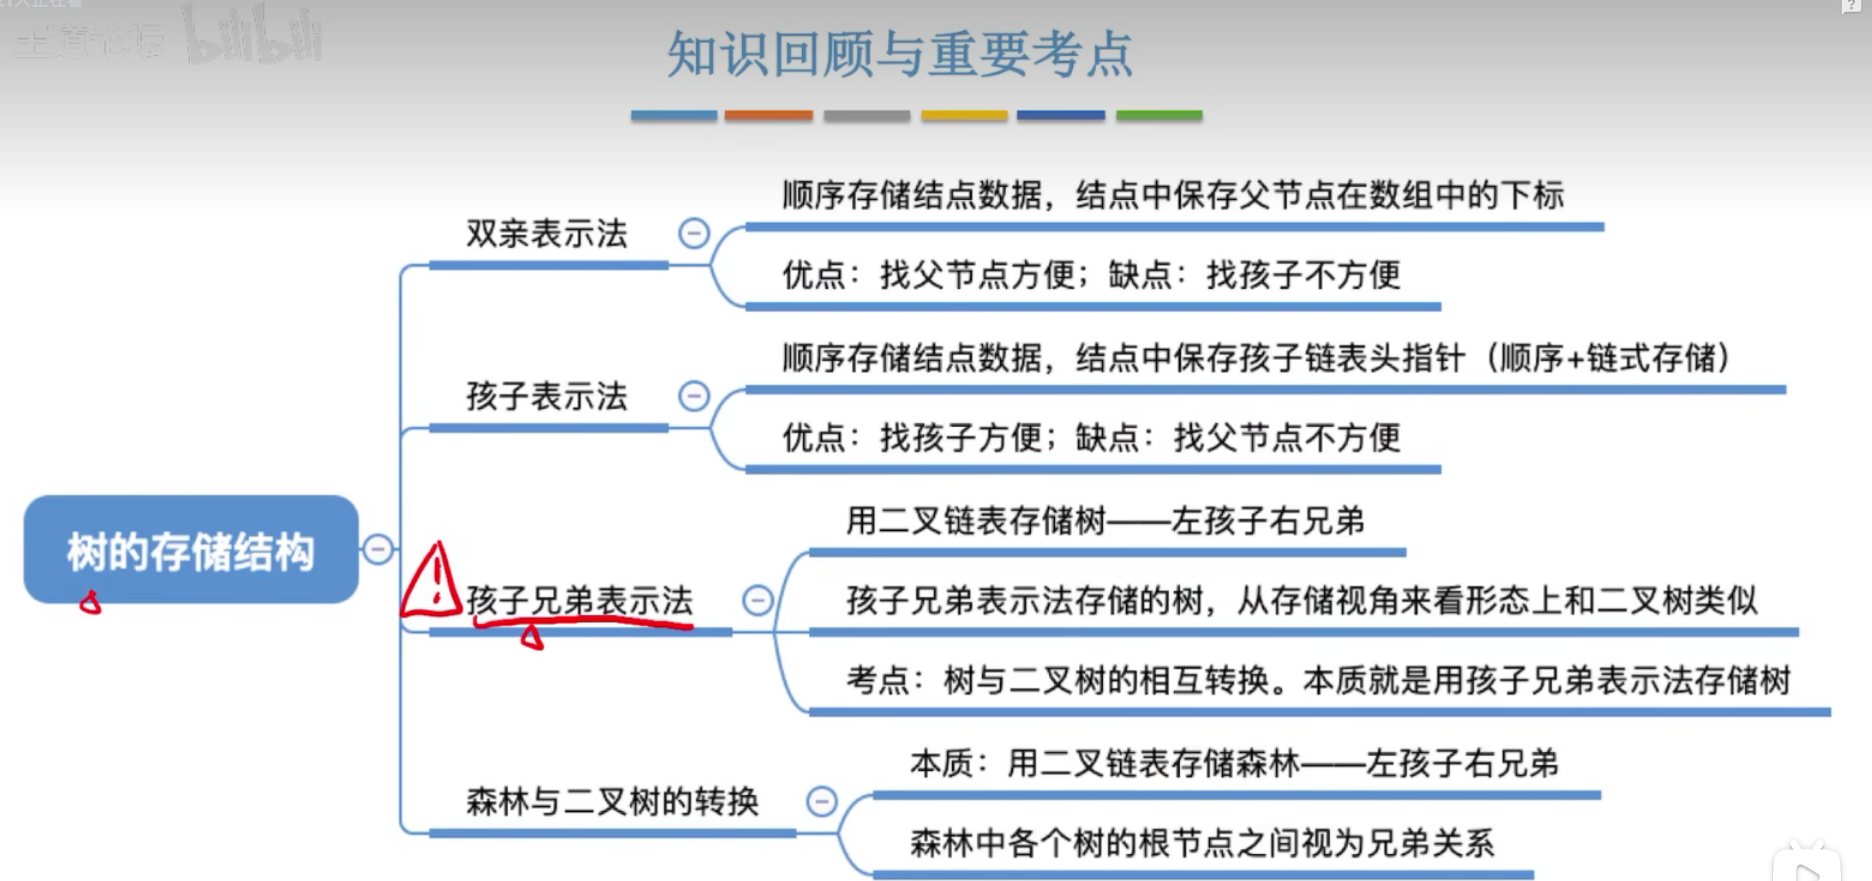 王道论坛 bilibili
知识回顾与重要考点
双亲表示法
顺序存储结点数据，结点中保存父节点在数组中的下标
优点：找父节点方便；缺点：找孩子不方便
孩子表示法
顺序存储结点数据，结点中保存孩子链表头指针（顺序+链式存储）
优点：找孩子方便；缺点：找父节点不方便
树的存储结构
孩子兄弟表示法
用二叉链表存储树——左孩子右兄弟
孩子兄弟表示法存储的树，从存储视角来看形态上和二叉树类似
考点：树与二叉树的相互转换。本质就是用孩子兄弟表示法存储树
森林与二叉树的转换
本质：用二叉链表存储森林——左孩子右兄弟
森林中各个树的根节点之间视为兄弟关系